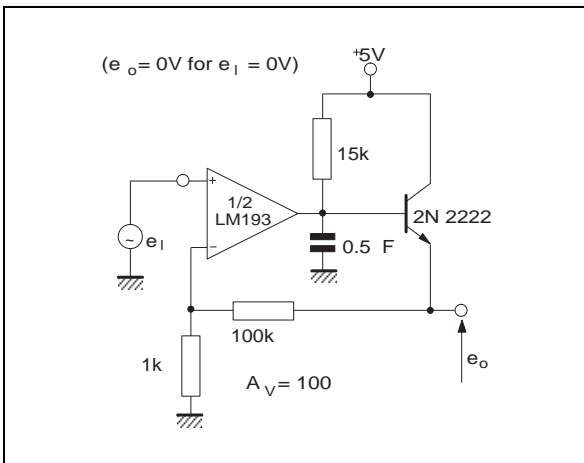 (e o = 0V for e I = 0V)
+5V
15k
1/2
LM193
+
−
2N 2222
0.5 F
e I
~
100k
1k
A V = 100
e o